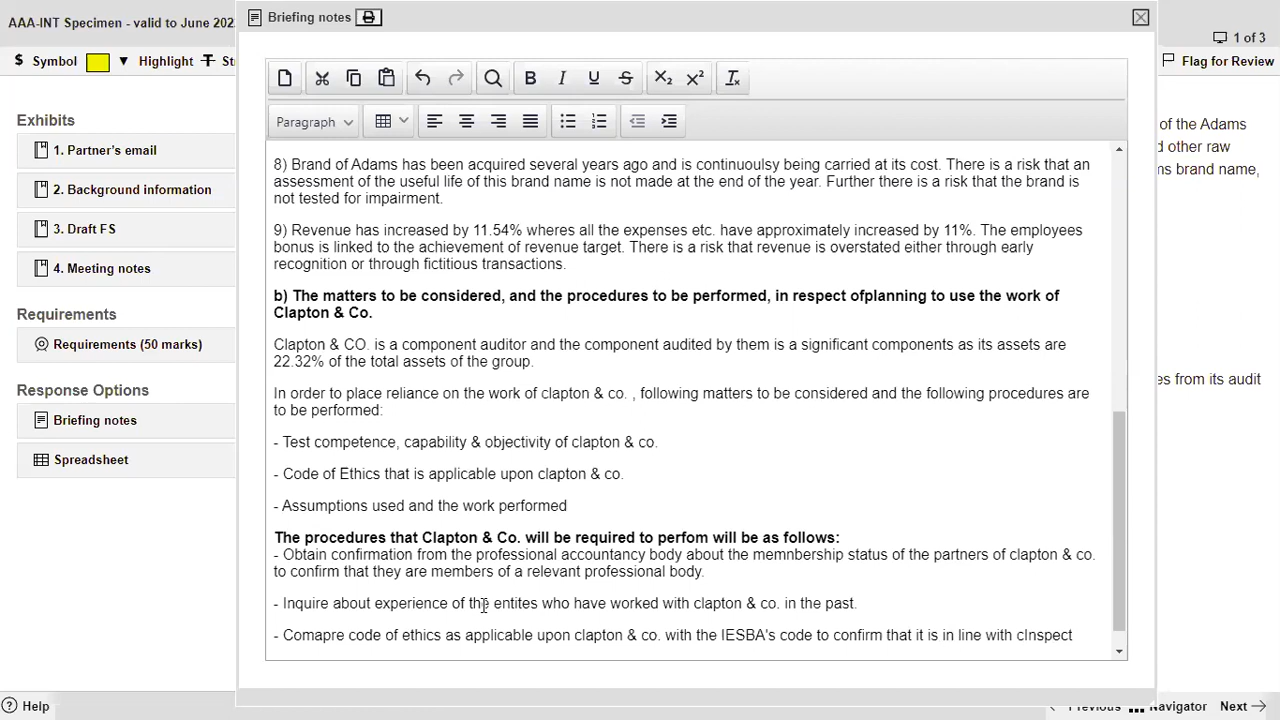 AAA-INT Specimen - valid to June 202
Briefing notes
1 of 3
Symbol
Highlight
Flag for Review
Exhibits
1. Partner's email
2. Background information
3. Draft FS
4. Meeting notes
Requirements
Requirements (50 marks)
Response Options
Briefing notes
Spreadsheet
Paragraph
8) Brand of Adams has been acquired several years ago and is continuoulsy being carried at its cost. There is a risk that an
assessment of the useful life of this brand name is not made at the end of the year. Further there is a risk that the brand is
not tested for impairment.
9) Revenue has increased by 11.54% wheres all the expenses etc. have approximately increased by 11%. The employees
bonus is linked to the achievement of revenue target. There is a risk that revenue is overstated either through early
recognition or through fictitious transactions.
b) The matters to be considered, and the procedures to be performed, in respect ofplanning to use the work of
Clapton & Co.
Clapton & CO. is a component auditor and the component audited by them is a significant components as its assets are
22.32% of the total assets of the group.
In order to place reliance on the work of clapton & co. , following matters to be considered and the following procedures are
to be performed:
- Test competence, capability & objectivity of clapton & co.
- Code of Ethics that is applicable upon clapton & co.
- Assumptions used and the work performed
The procedures that Clapton & Co. will be required to perfom will be as follows:
- Obtain confirmation from the professional accountancy body about the memnbership status of the partners of clapton & co.
to confirm that they are members of a relevant professional body.
- Inquire about experience of the entites who have worked with clapton & co. in the past.
- Comapre code of ethics as applicable upon clapton & co. with the IESBA's code to confirm that it is in line with cInspect
of the Adams
d other raw
ms brand name,
es from its audit
Help
Previous
Navigator
Next